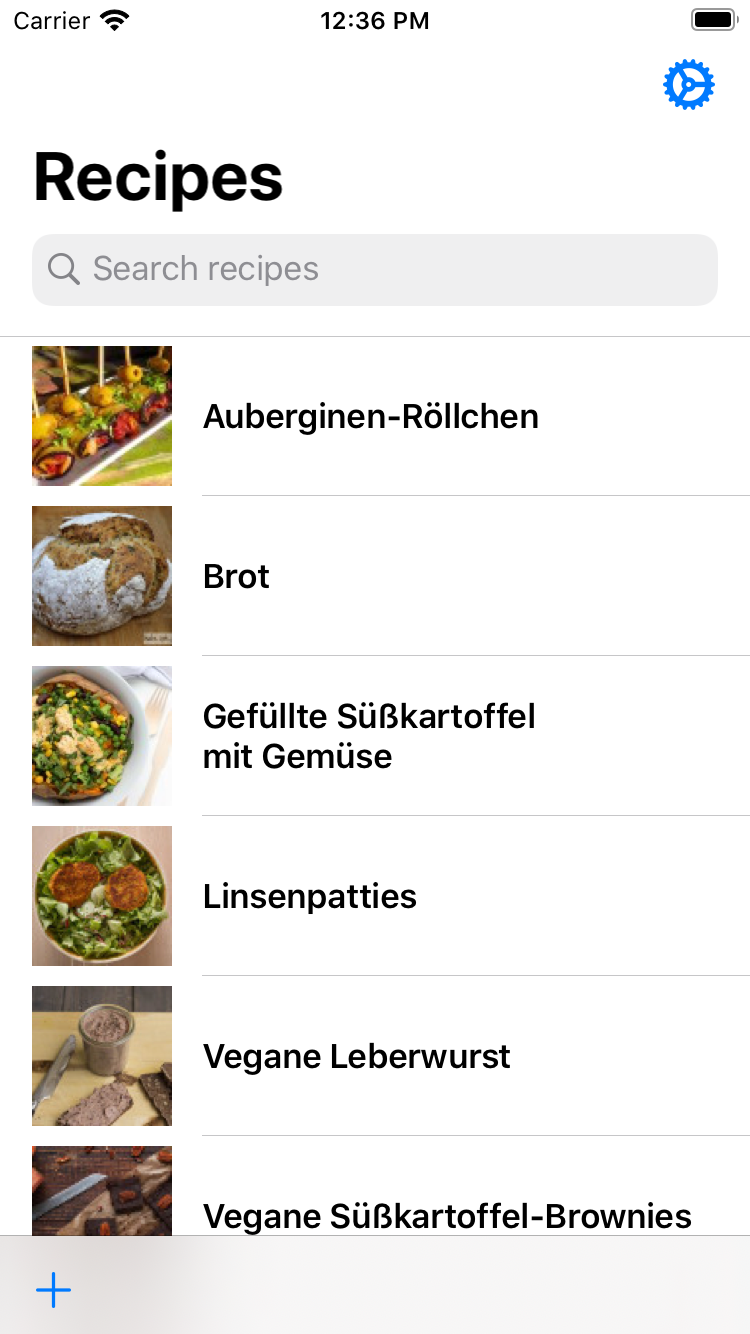 Carrier 12:36 PM
Recipes
Search recipes
Auberginen-Röllchen
Brot
Gefüllte Süßkartoffel
mit Gemüse
Linsenpatties
Vegane Leberwurst
Vegane Süßkartoffel-Brownies